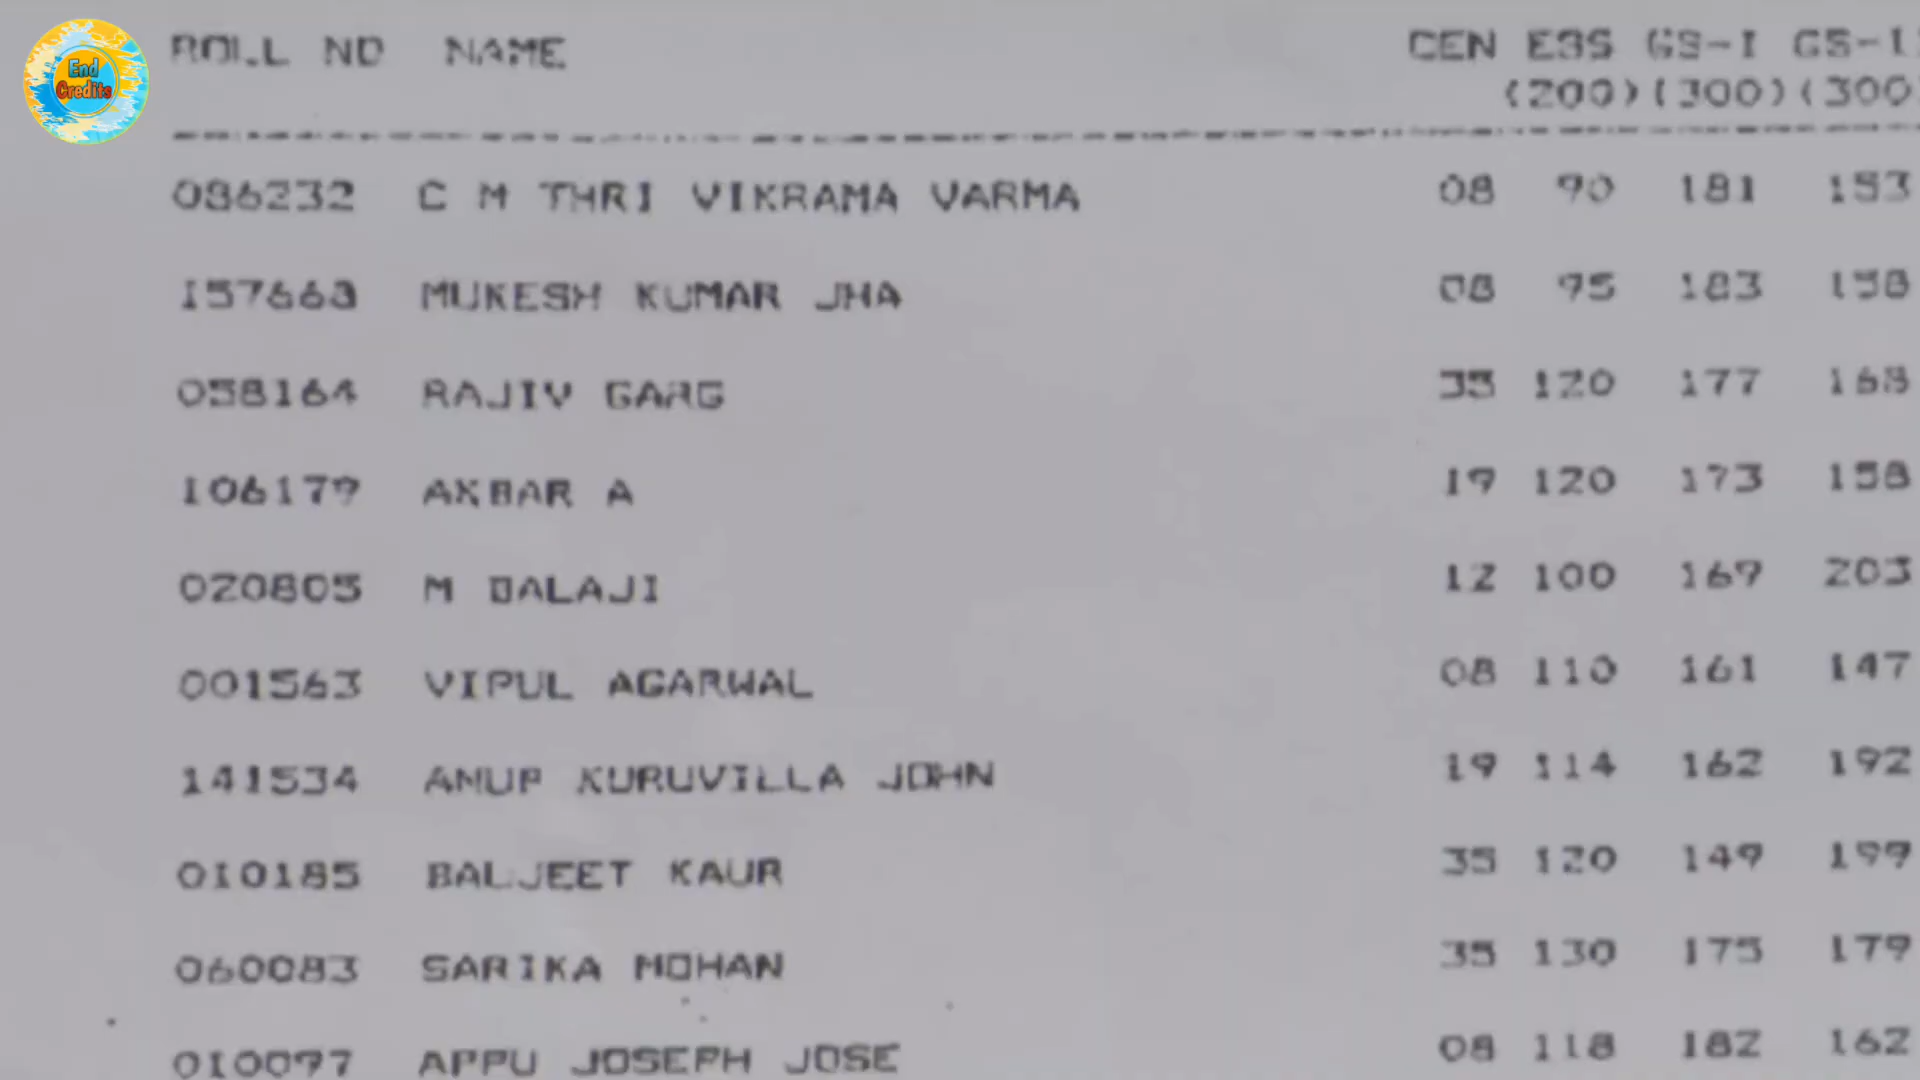 End
Credits
ROLL NO NAME CEN ESS GS-I GS-I
(200)(300)(300
086232 C M THRI VIKRAMA VARMA 08 90 181 153
157668 MUKESH KUMAR JHA 08 95 183 158
058164 RAJIV GARG 35 120 177 168
106179 AKBAR A 19 120 173 158
020805 M BALAJI 12 100 169 203
001563 VIPUL AGARWAL 08 110 161 147
141534 ANUP KURUVILLA JOHN 19 114 162 192
010185 BALJEET KAUR 35 120 149 199
060083 SARIKA MOHAN 35 130 175 179
010097 APPU JOSEPH JOSE 08 118 182 162